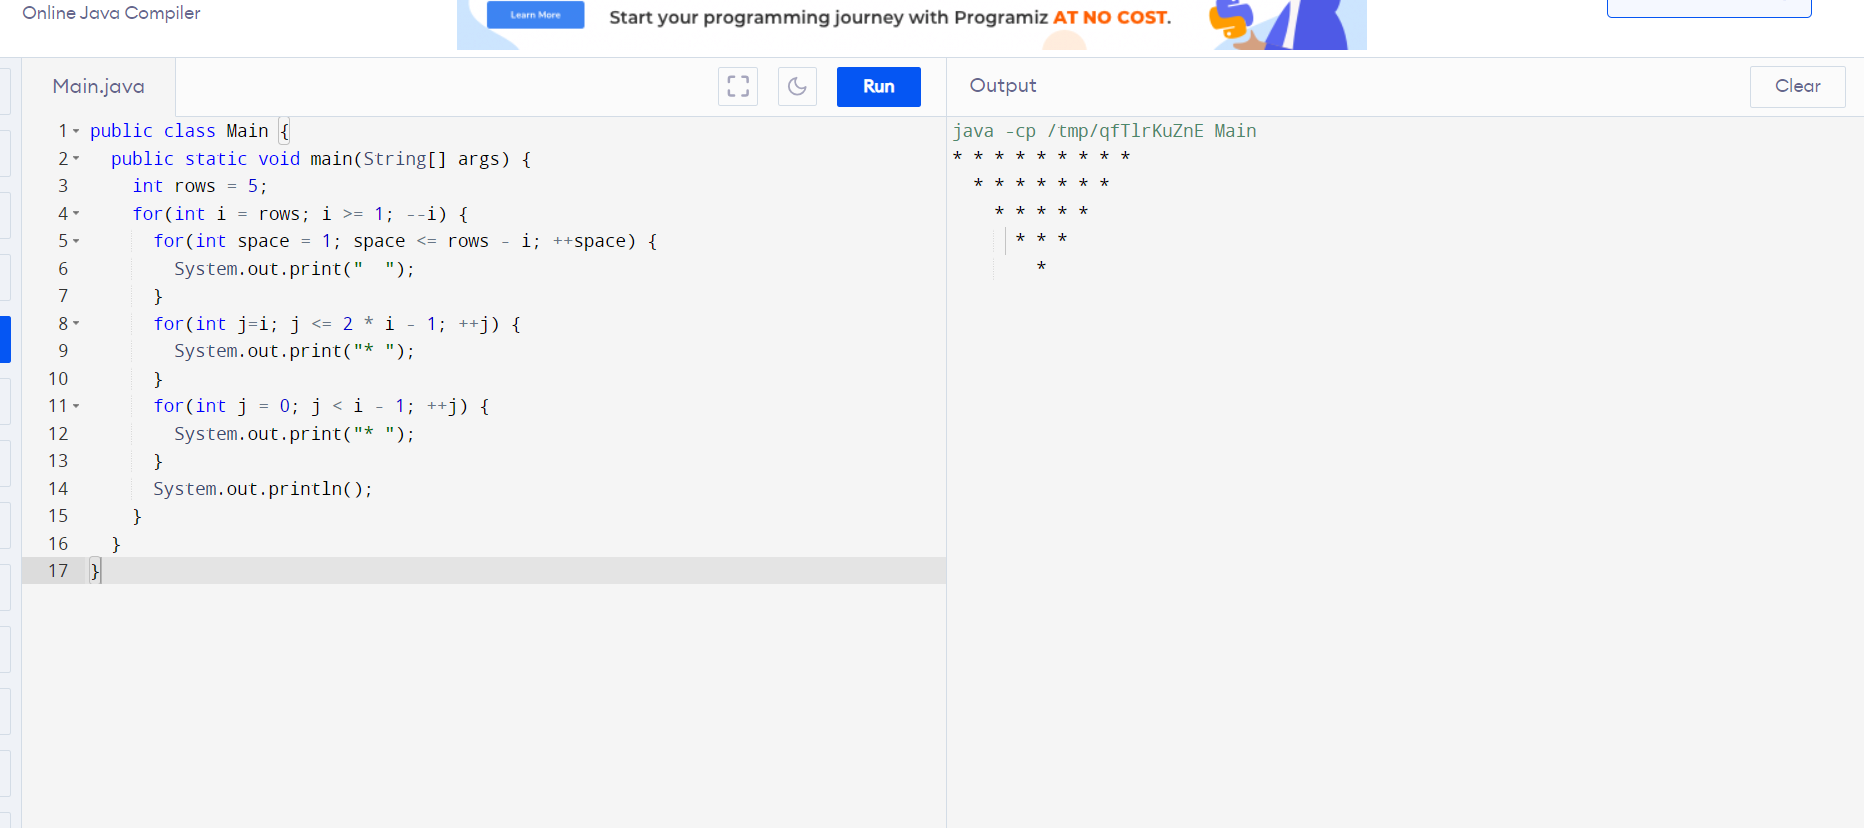 Online Java Compiler
Learn More
Start your programming journey with Programiz AT NO COST.
Main.java
Run
Output
Clear
1 public class Main {
2   public static void main(String[] args) {
3     int rows = 5;
4     for(int i = rows; i >= 1; --i) {
5       for(int space = 1; space <= rows - i; ++space) {
6         System.out.print("  ");
7       }
8       for(int j=i; j <= 2 * i - 1; ++j) {
9         System.out.print("* ");
10       }
11       for(int j = 0; j < i - 1; ++j) {
12         System.out.print("* ");
13       }
14       System.out.println();
15     }
16   }
17 }
java -cp /tmp/qfTlrKuZnE Main
* * * * * * * * *
  * * * * * * *
    * * * * *
      * * *
        *